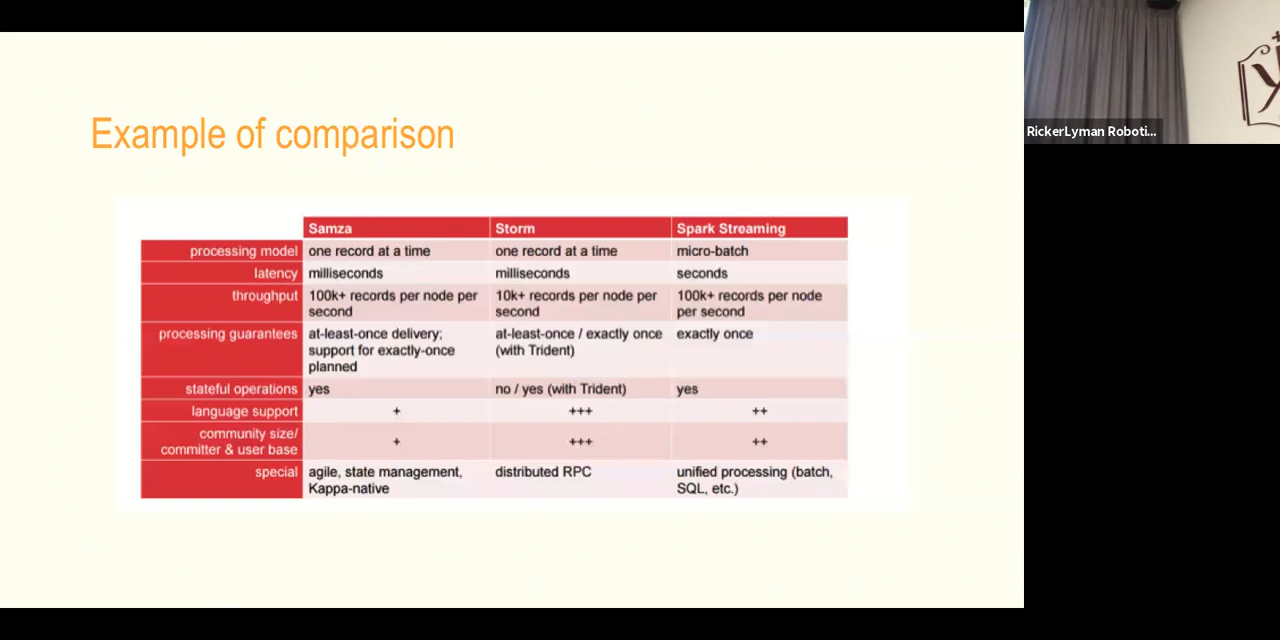 Example of comparison
Samza Storm Spark Streaming
processing model one record at a time one record at a time micro-batch
latency milliseconds milliseconds seconds
throughput 100k+ records per node per 10k+ records per node per 100k+ records per node
second second per second
processing guarantees at-least-once delivery; at-least-once / exactly once exactly once
support for exactly-once (with Trident)
planned
stateful operations yes no / yes (with Trident) yes
language support + +++ ++
community size/
committer & user base + +++ ++
special agile, state management, distributed RPC unified processing (batch,
Kappa-native SQL, etc.)
RickerLyman Roboti...